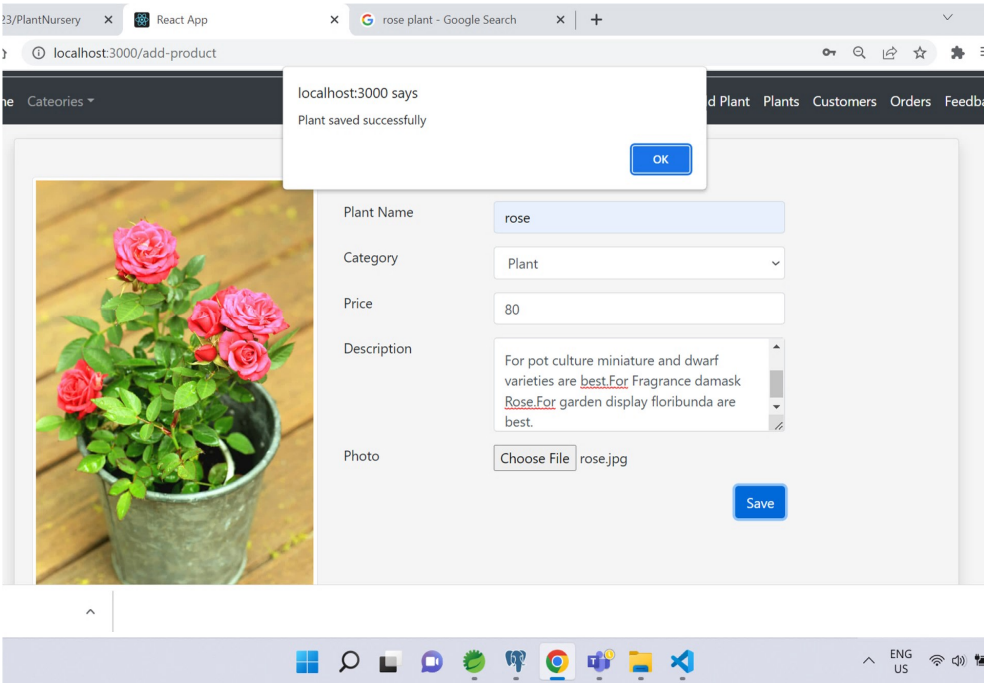 23/PlantNursery
React App
rose plant - Google Search
localhost:3000/add-product
localhost:3000 says
Plant saved successfully
OK
ne Cateories
d Plant Plants Customers Orders Feedba
Plant Name
rose
Category
Plant
Price
80
Description
For pot culture miniature and dwarf
varieties are best.For Fragrance damask
Rose.For garden display floribunda are
best.
Photo
Choose File rose.jpg
Save
ENG
US